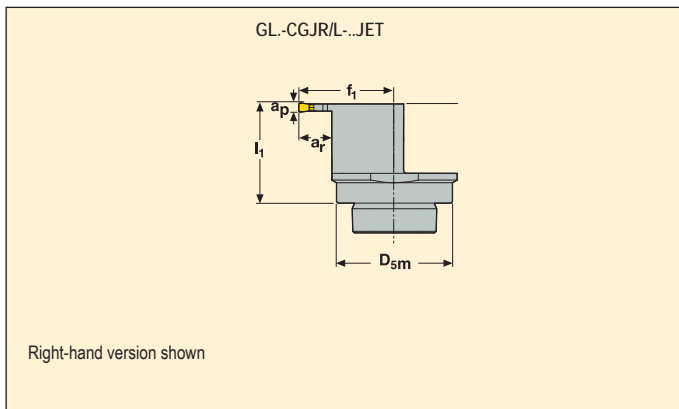 GL.-CGJR/L-..JET
f1
ap
ar
l1
D5m
Right-hand version shown